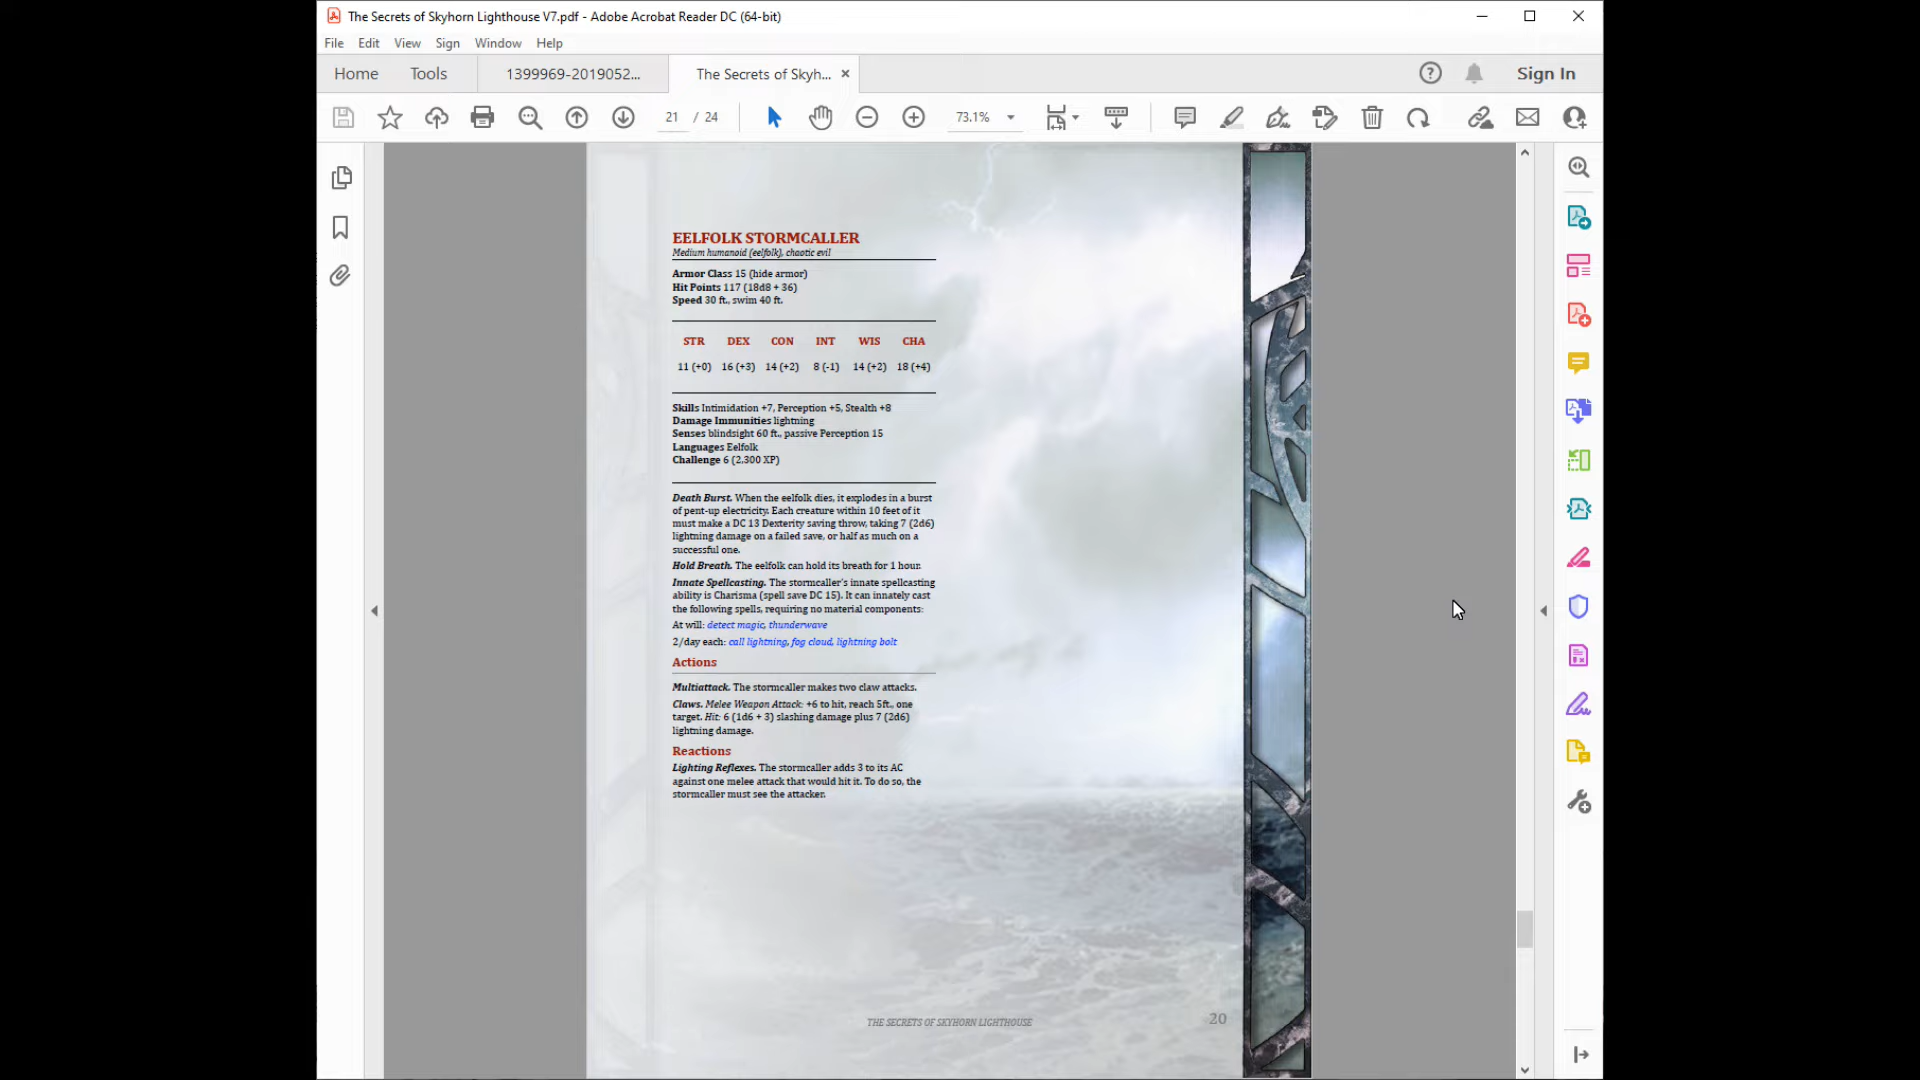 The Secrets of Skyhorn Lighthouse V7.pdf - Adobe Acrobat Reader DC (64-bit)
File Edit View Sign Window Help
Home Tools 1399969-2019052... The Secrets of Skyh... Sign In
21 / 24 73.1%
EELFOLK STORMCALLER
Medium humanoid (eelfolk), chaotic evil
Armor Class 15 (hide armor)
Hit Points 117 (18d8 + 36)
Speed 30 ft., swim 40 ft.
STR DEX CON INT WIS CHA
11 (+0) 16 (+3) 14 (+2) 8 (-1) 14 (+2) 18 (+4)
Skills Intimidation +7, Perception +5, Stealth +8
Damage Immunities lightning
Senses blindsight 60 ft., passive Perception 15
Languages Eelfolk
Challenge 6 (2,300 XP)
Death Burst. When the eelfolk dies, it explodes in a burst
of pent-up electricity. Each creature within 10 feet of it
must make a DC 13 Dexterity saving throw, taking 7 (2d6)
lightning damage on a failed save, or half as much on a
successful one.
Hold Breath. The eelfolk can hold its breath for 1 hour.
Innate Spellcasting. The stormcaller's innate spellcasting
ability is Charisma (spell save DC 15). It can innately cast
the following spells, requiring no material components:
At will: detect magic, thunderwave
2/day each: call lightning, fog cloud, lightning bolt
Actions
Multiattack. The stormcaller makes two claw attacks.
Claws. Melee Weapon Attack: +6 to hit, reach 5ft., one
target. Hit: 6 (1d6 + 3) slashing damage plus 7 (2d6)
lightning damage.
Reactions
Lighting Reflexes. The stormcaller adds 3 to its AC
against one melee attack that would hit it. To do so, the
stormcaller must see the attacker.
THE SECRETS OF SKYHORN LIGHTHOUSE 20